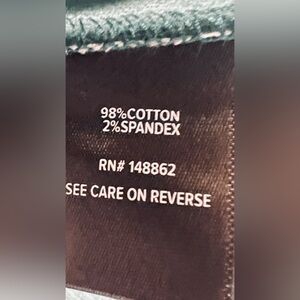 98%COTTON
2%SPANDEX
RN# 148862
SEE CARE ON REVERSE